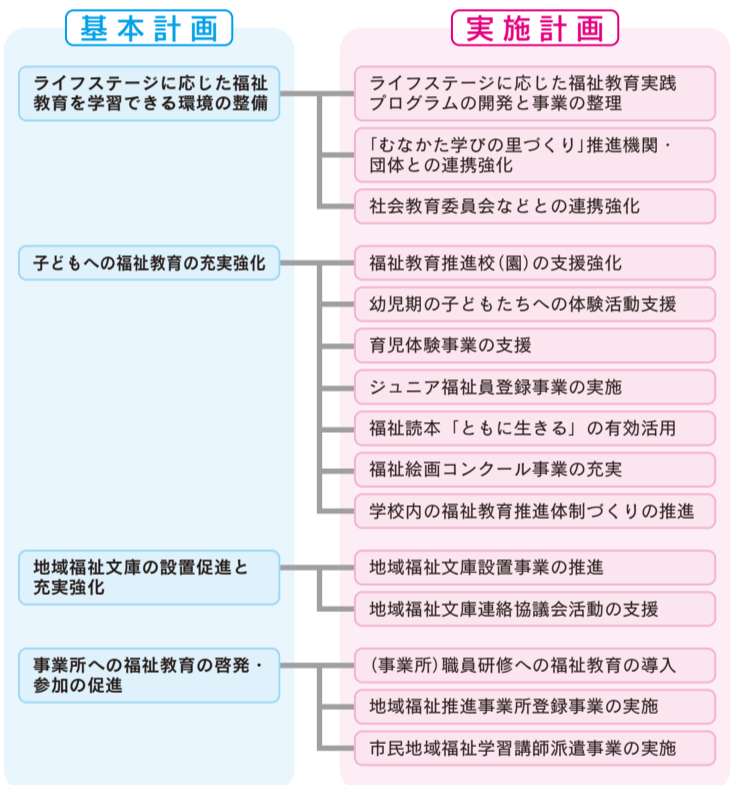 基本計画
実施計画
ライフステージに応じた福祉
教育を学習できる環境の整備
ライフステージに応じた福祉教育実践
プログラムの開発と事業の整理
「むなかた学びの里づくり」推進機関・
団体との連携強化
社会教育委員会などとの連携強化
子どもへの福祉教育の充実強化
福祉教育推進校(園)の支援強化
幼児期の子どもたちへの体験活動支援
育児体験事業の支援
ジュニア福祉員登録事業の実施
福祉読本「ともに生きる」の有効活用
福祉絵画コンクール事業の充実
学校内の福祉教育推進体制づくりの推進
地域福祉文庫の設置促進と
充実強化
地域福祉文庫設置事業の推進
地域福祉文庫連絡協議会活動の支援
事業所への福祉教育の啓発・
参加の促進
(事業所)職員研修への福祉教育の導入
地域福祉推進事業所登録事業の実施
市民地域福祉学習講師派遣事業の実施